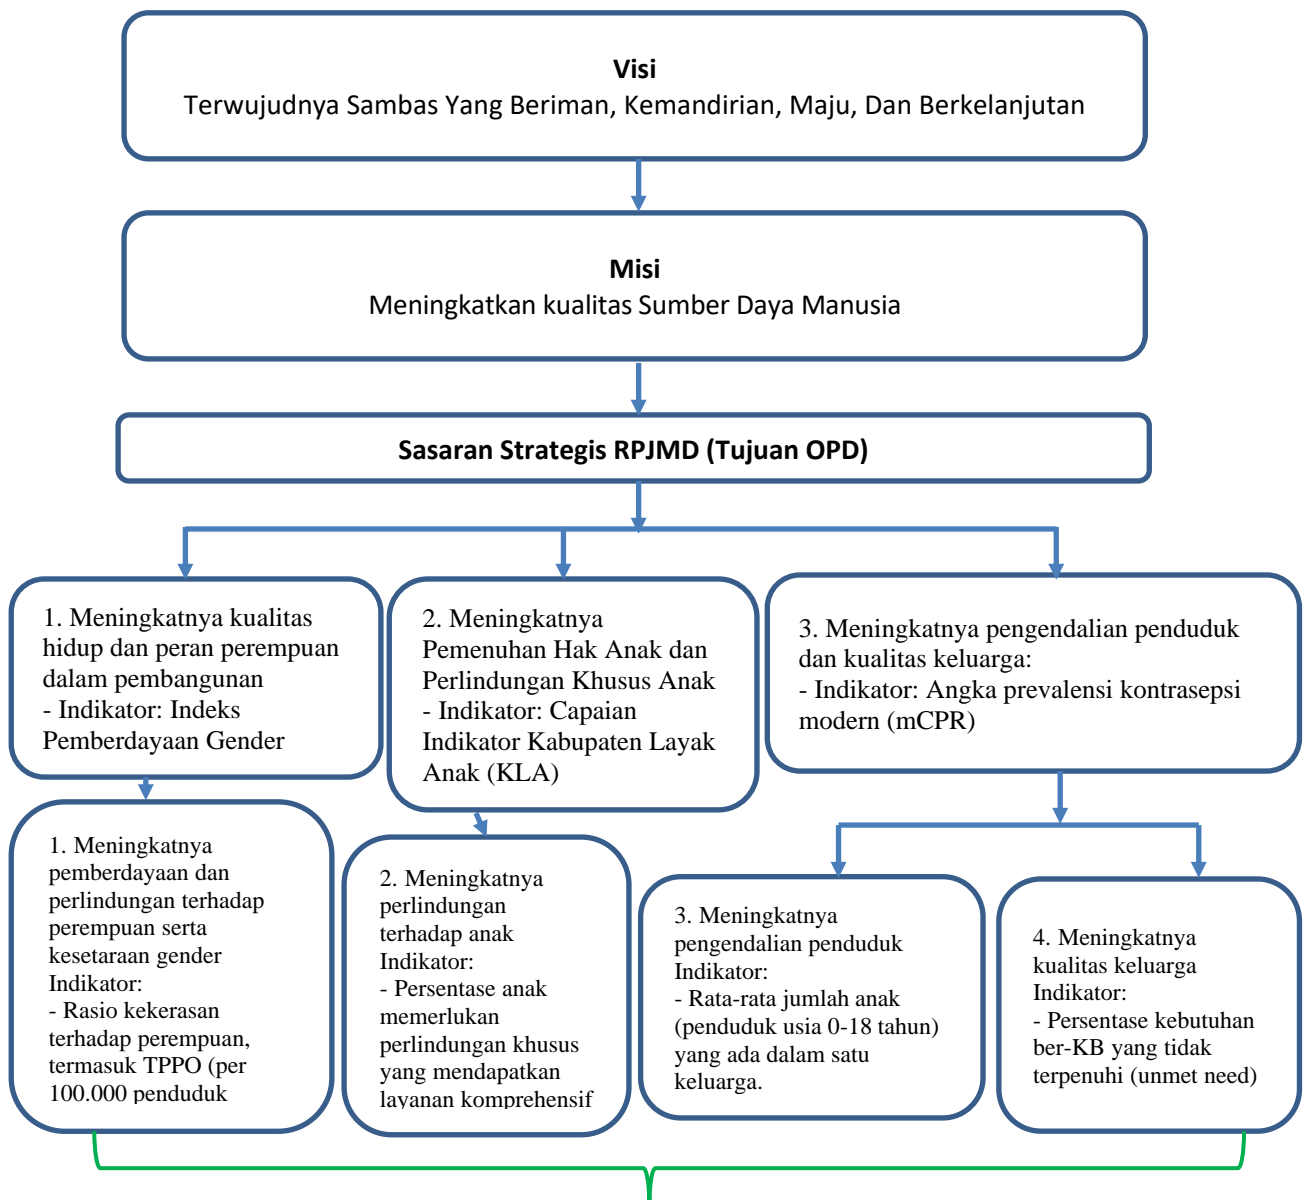 Visi
Terwujudnya Sambas Yang Beriman, Kemandirian, Maju, Dan Berkelanjutan
Misi
Meningkatkan kualitas Sumber Daya Manusia
Sasaran Strategis RPJMD (Tujuan OPD)
1. Meningkatnya kualitas
hidup dan peran perempuan
dalam pembangunan
- Indikator: Indeks
Pemberdayaan Gender
2. Meningkatnya
Pemenuhan Hak Anak dan
Perlindungan Khusus Anak
- Indikator: Capaian
Indikator Kabupaten Layak
Anak (KLA)
3. Meningkatnya pengendalian penduduk
dan kualitas keluarga:
- Indikator: Angka prevalensi kontrasepsi
modern (mCPR)
1. Meningkatnya
pemberdayaan dan
perlindungan terhadap
perempuan serta
kesetaraan gender
Indikator:
- Rasio kekerasan
terhadap perempuan,
termasuk TPPO (per
100.000 penduduk
2. Meningkatnya
perlindungan
terhadap anak
Indikator:
- Persentase anak
memerlukan
perlindungan khusus
yang mendapatkan
layanan komprehensif
3. Meningkatnya
pengendalian penduduk
Indikator:
- Rata-rata jumlah anak
(penduduk usia 0-18 tahun)
yang ada dalam satu
keluarga.
4. Meningkatnya
kualitas keluarga
Indikator:
- Persentase kebutuhan
ber-KB yang tidak
terpenuhi (unmet need)